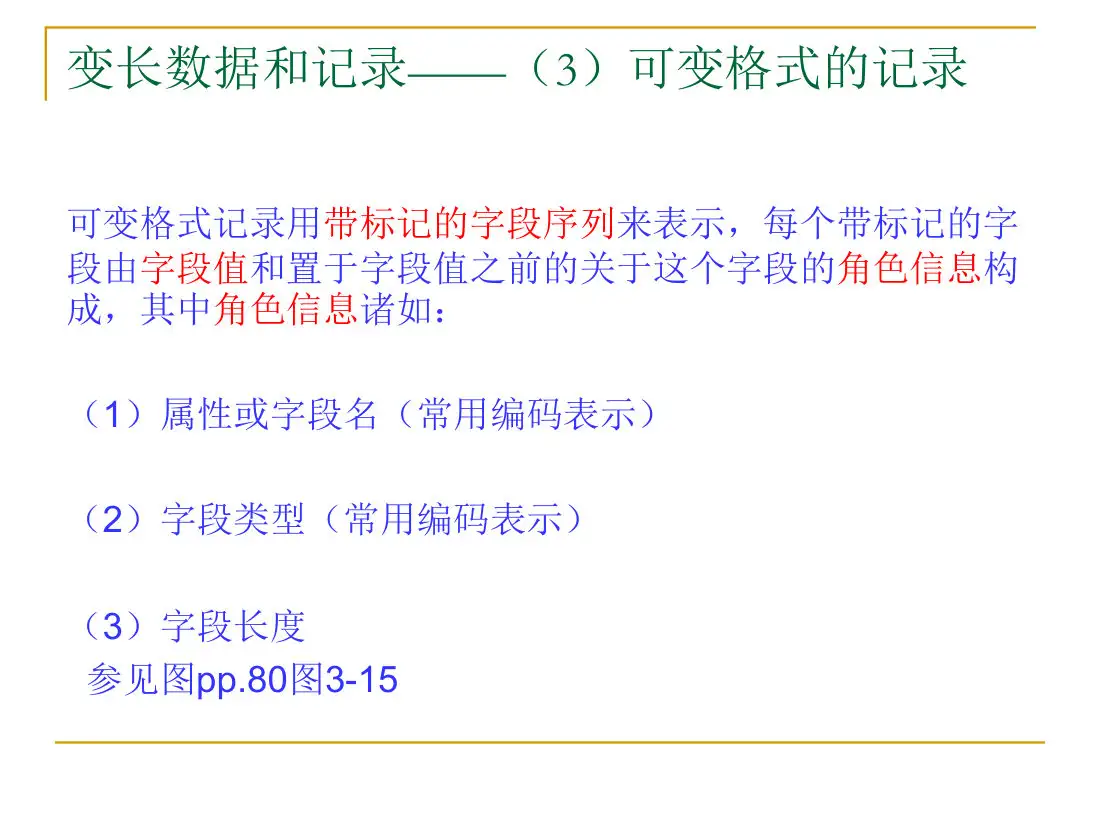 变长数据和记录——（3）可变格式的记录
可变格式记录用带标记的字段序列来表示，每个带标记的字
段由字段值和置于字段值之前的关于这个字段的角色信息构
成，其中角色信息诸如：
（1）属性或字段名（常用编码表示）
（2）字段类型（常用编码表示）
（3）字段长度
参见图pp.80图3-15